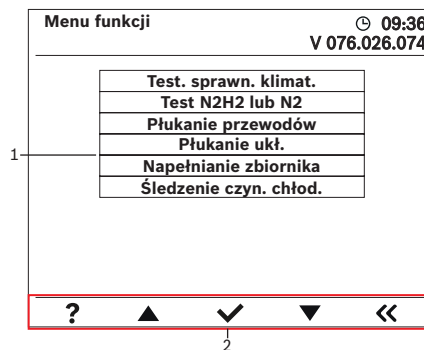 Menu funkcji
09:36
V 076.026.074
Test. sprawn. klimat.
Test N2H2 lub N2
Płukanie przewodów
Płukanie ukł.
Napełnianie zbiornika
Śledzenie czyn. chłod.
1
?
2